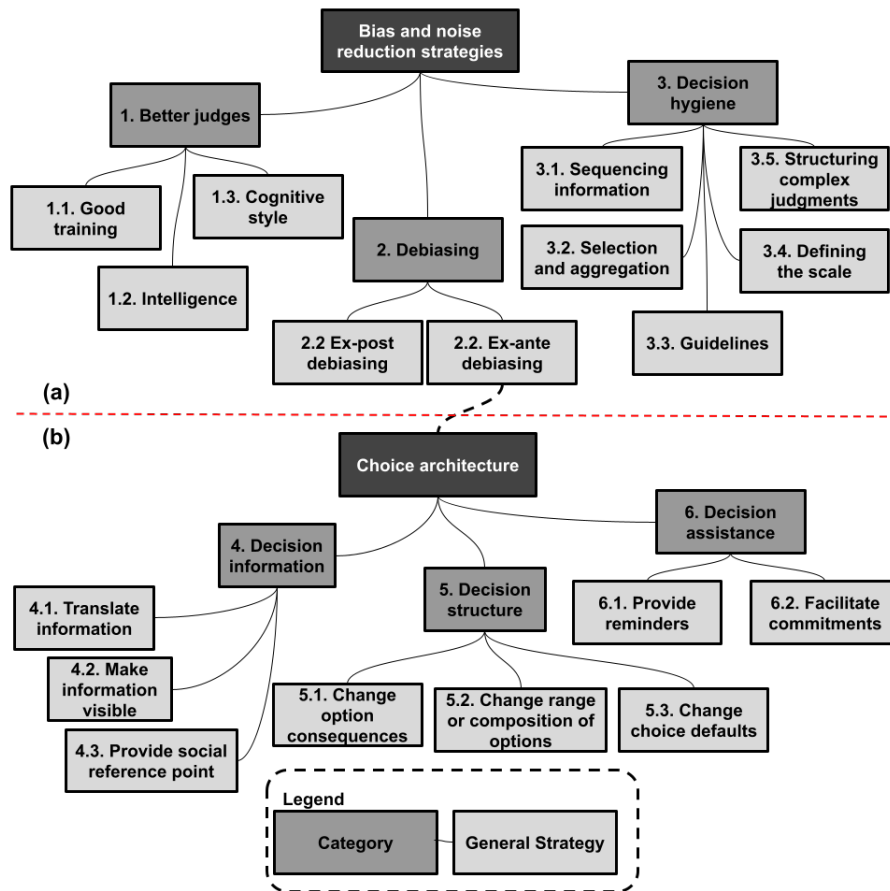 Bias and noise
reduction strategies
1. Better judges
3. Decision
hygiene
1.1. Good
training
1.3. Cognitive
style
1.2. Intelligence
2. Debiasing
2.2 Ex-post
debiasing
2.2. Ex-ante
debiasing
3.1. Sequencing
information
3.5. Structuring
complex
judgments
3.2. Selection
and aggregation
3.4. Defining
the scale
3.3. Guidelines
(a)
(b)
Choice architecture
4. Decision
information
6. Decision
assistance
5. Decision
structure
4.1. Translate
information
4.2. Make
information
visible
4.3. Provide social
reference point
6.1. Provide
reminders
6.2. Facilitate
commitments
5.1. Change
option
consequences
5.2. Change range
or composition of
options
5.3. Change
choice defaults
Legend
Category
General Strategy